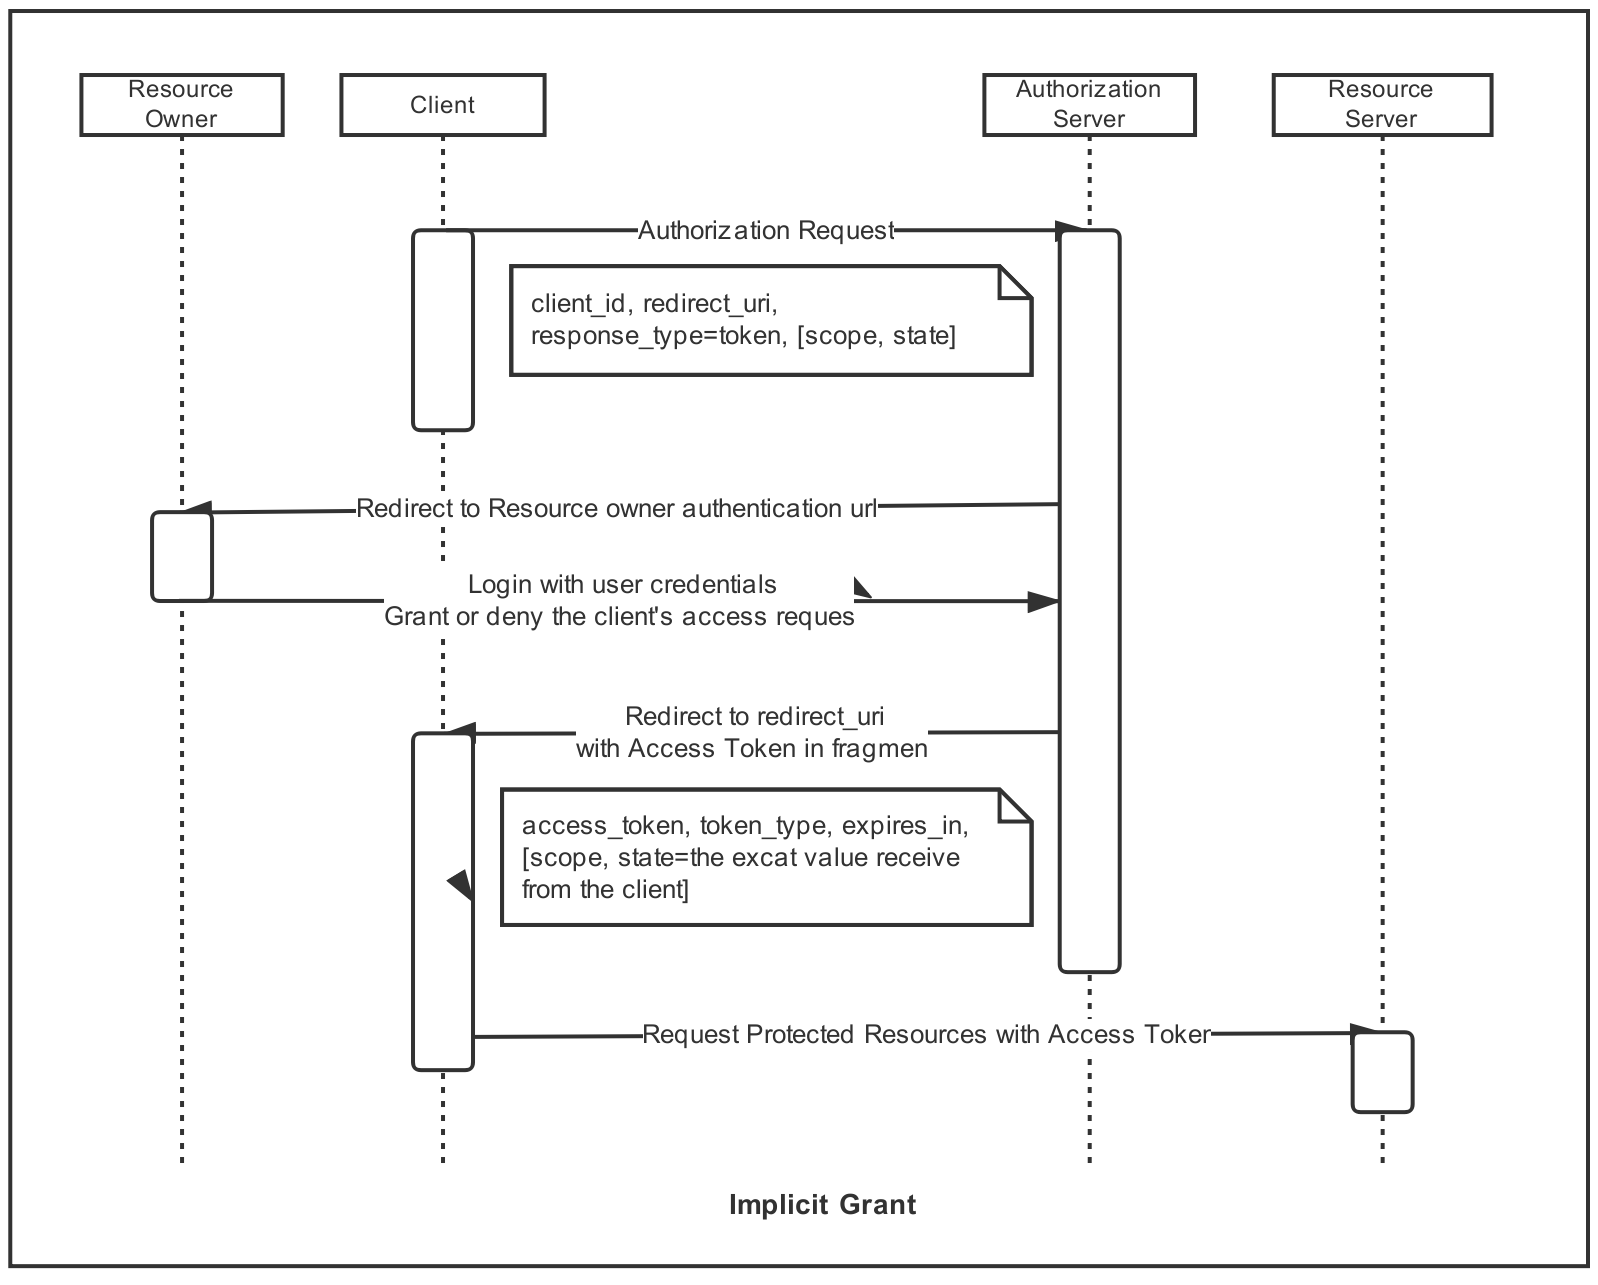 Resource
Owner
Client
Authorization
Server
Resource
Server
Authorization Request
client_id, redirect_uri,
response_type=token, [scope, state]
Redirect to Resource owner authentication url
Login with user credentials
Grant or deny the client's access reques
Redirect to redirect_uri
with Access Token in fragmen
access_token, token_type, expires_in,
[scope, state=the excat value receive
from the client]
Request Protected Resources with Access Token
Implicit Grant